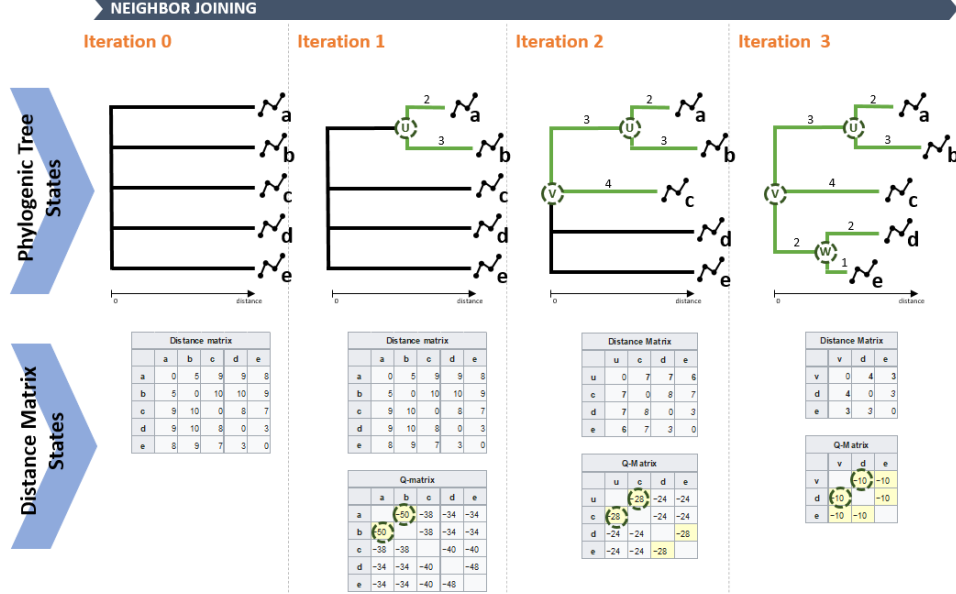 NEIGHBOR JOINING
Iteration 0
Iteration 1
Iteration 2
Iteration 3
Phylogenic Tree
States
a
b
c
d
e
0 distance
2
a
U
3
b
c
d
e
0 distance
2
a
3
U
3
b
V
4
c
d
e
0 distance
2
a
3
U
3
b
V
4
c
2
d
2
W
1
e
0 distance
Distance Matrix
States
Distance matrix
a b c d e
a 0 5 9 9 8
b 5 0 10 10 9
c 9 10 0 8 7
d 9 10 8 0 3
e 8 9 7 3 0
Distance matrix
a b c d e
a 0 5 9 9 8
b 5 0 10 10 9
c 9 10 0 8 7
d 9 10 8 0 3
e 8 9 7 3 0
Q-matrix
a b c d e
a −50 −38 −34 −34
b −50 −38 −34 −34
c −38 −38 −40 −40
d −34 −34 −40 −48
e −34 −34 −40 −48
Distance Matrix
u c d e
u 0 7 7 6
c 7 0 8 7
d 7 8 0 3
e 6 7 3 0
Q-Matrix
u c d e
u −28 −24 −24
c −28 −24 −24
d −24 −24 −28
e −24 −24 −28
Distance Matrix
v d e
v 0 4 3
d 4 0 3
e 3 3 0
Q-Matrix
v d e
v −10 −10
d −10 −10
e −10 −10